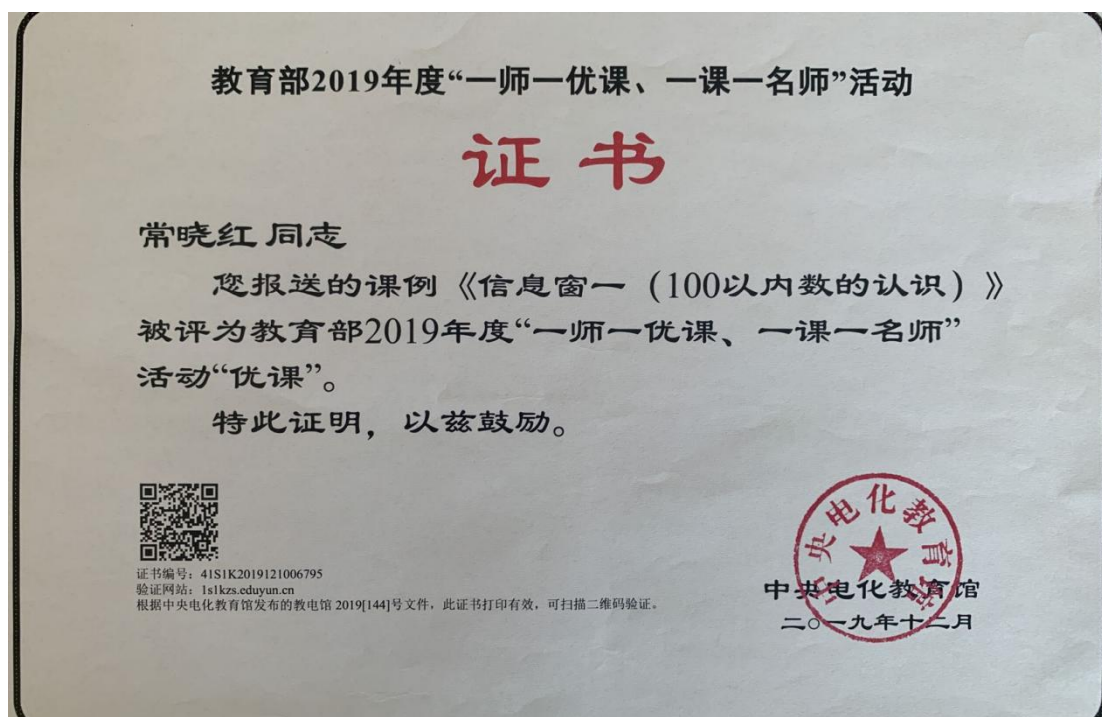 教育部2019年度“一师一优课、一课一名师”活动
证书
常晓红 同志
您报送的课例《信息窗一（100以内数的认识）》
被评为教育部2019年度“一师一优课、一课一名师”
活动“优课”。
特此证明，以兹鼓励。
证书编号：41S1K2019121006795
验证网站：1s1kzs.eduyun.cn
根据中央电化教育馆发布的教电馆 2019[144]号文件，此证书打印有效，可扫描二维码验证。
中央电化教育馆
中央电化教育馆
二○一九年十二月